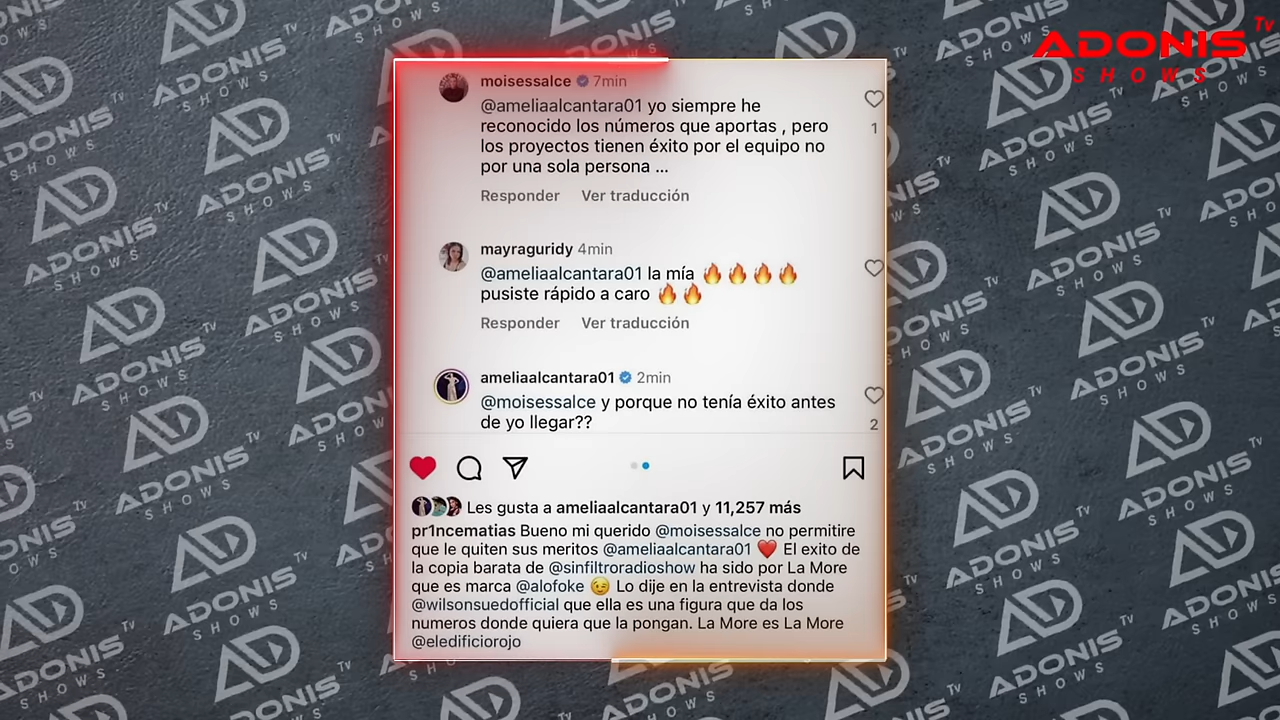 ADONIS Tv
SHOWS
moisessalce 7min
@ameliaalcantara01 yo siempre he
reconocido los números que aportas , pero
los proyectos tienen éxito por el equipo no
por una sola persona ...
1
Responder Ver traducción
mayraguridy 4min
@ameliaalcantara01 la mía 🔥🔥🔥🔥
pusiste rápido a caro 🔥🔥
Responder Ver traducción
ameliaalcantara01 2min
@moisessalce y porque no tenía éxito antes
de yo llegar??
2
Les gusta a ameliaalcantara01 y 11,257 más
pr1ncematias Bueno mi querido @moisessalce no permitire
que le quiten sus meritos @ameliaalcantara01 ❤️ El exito de
la copia barata de @sinfiltroradioshow ha sido por La More
que es marca @alofoke 😉 Lo dije en la entrevista donde
@wilsonsuedofficial que ella es una figura que da los
numeros donde quiera que la pongan. La More es La More
@eledificiorojo